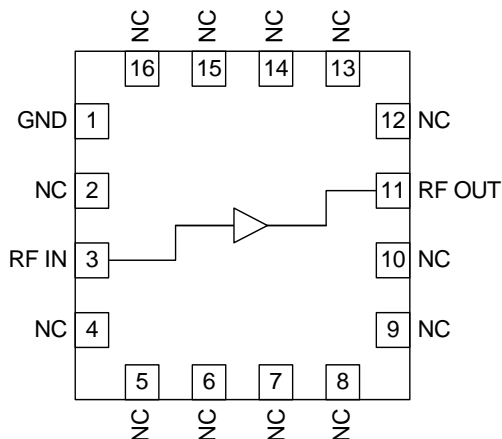 NC NC NC NC
16 15 14 13
GND 1 12 NC
NC 2 11 RF OUT
RF IN 3 10 NC
NC 4 9 NC
5 6 7 8
NC NC NC NC